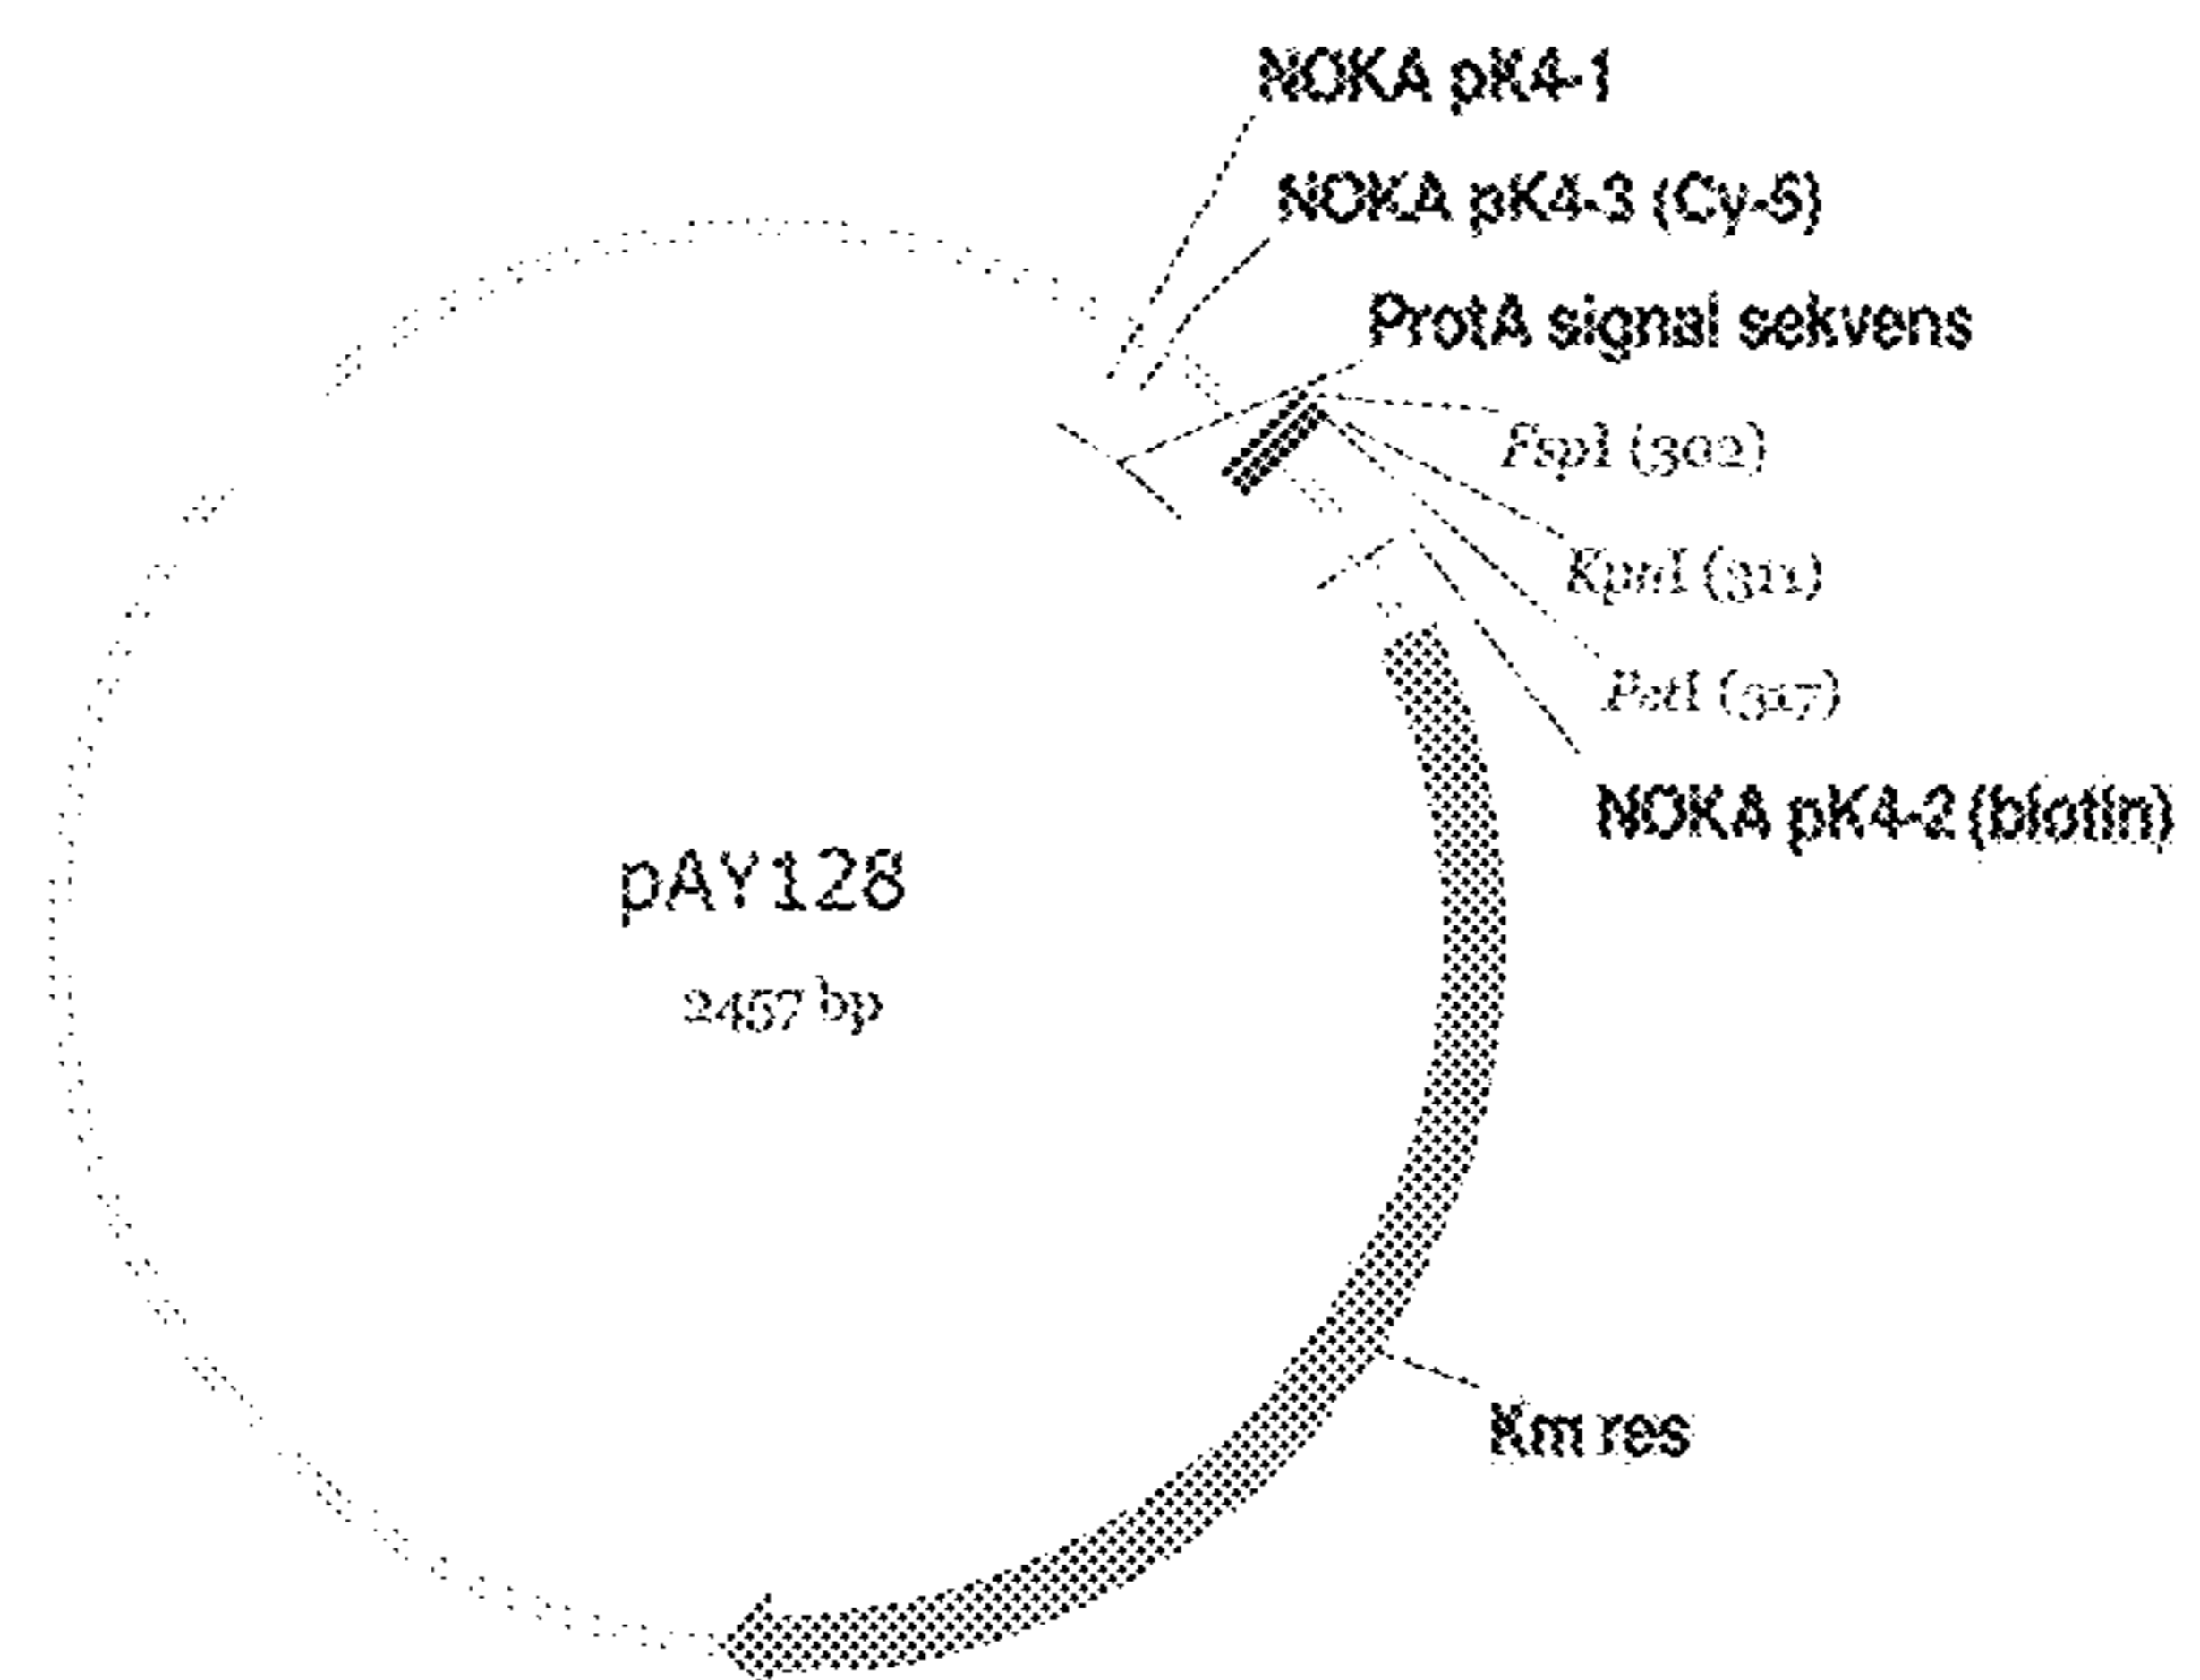 NOKA pK4-1
NOKA pK4-3 (Cy-5)
ProtA signal sekvens
FspI (302)
KpnI (311)
PstI (317)
NOKA pK4-2 (biotin)
pAY128
2457 bp
Km res